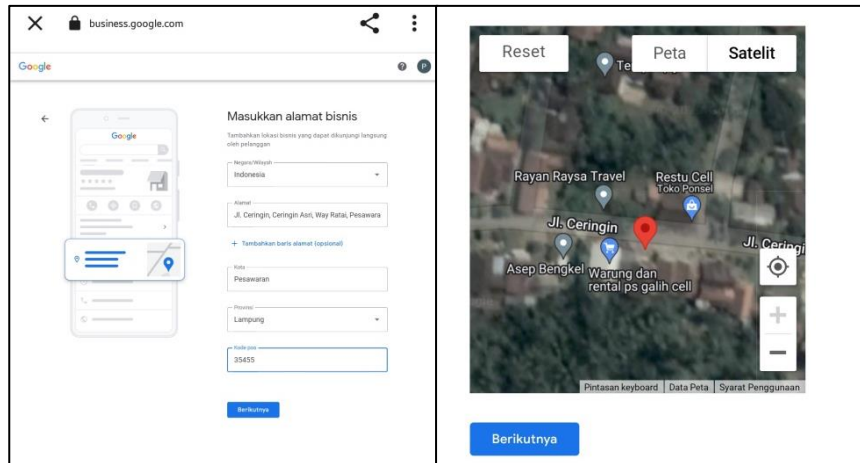 business.google.com
Google
P
Google
Masukkan alamat bisnis
Tambahkan lokasi bisnis yang dapat dikunjungi langsung
oleh pelanggan
Negara/Wilayah
Indonesia
Alamat
Jl. Ceringin, Ceringin Asri, Way Ratai, Pesawara
+ Tambahkan baris alamat (opsional)
Kota
Pesawaran
Provinsi
Lampung
Kode pos
35455
Berikutnya
Reset
Peta
Satelit
Rayan Raysa Travel
Restu Cell
Toko Ponsel
Jl. Ceringin
Jl. Ceringi
Asep Bengkel
Warung dan
rental ps galih cell
Pintasan keyboard
Data Peta
Syarat Penggunaan
Berikutnya